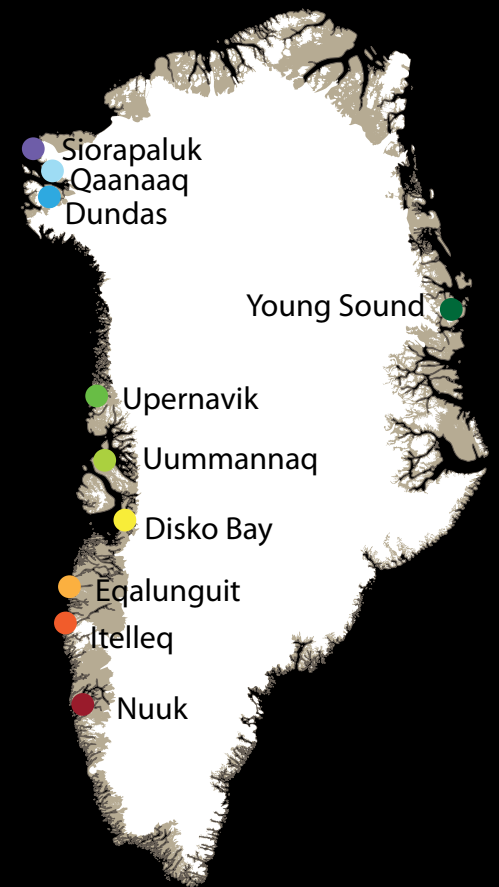 Siorapaluk
Qaanaaq
Dundas
Young Sound
Upernavik
Uummannaq
Disko Bay
Eqalunguit
Itelleq
Nuuk